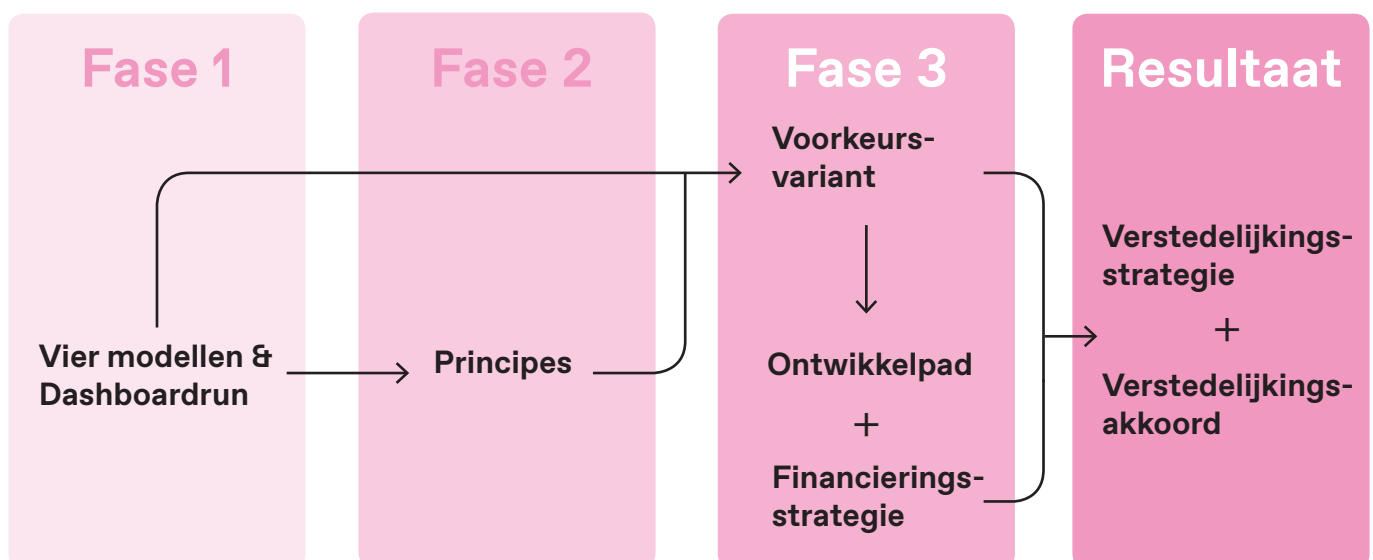 Fase 1
Vier modellen &
Dashboardrun
Fase 2
Principes
Fase 3
Voorkeurs-
variant
Ontwikkelpad
+
Financierings-
strategie
Resultaat
Verstedelijkings-
strategie
+
Verstedelijkings-
akkoord